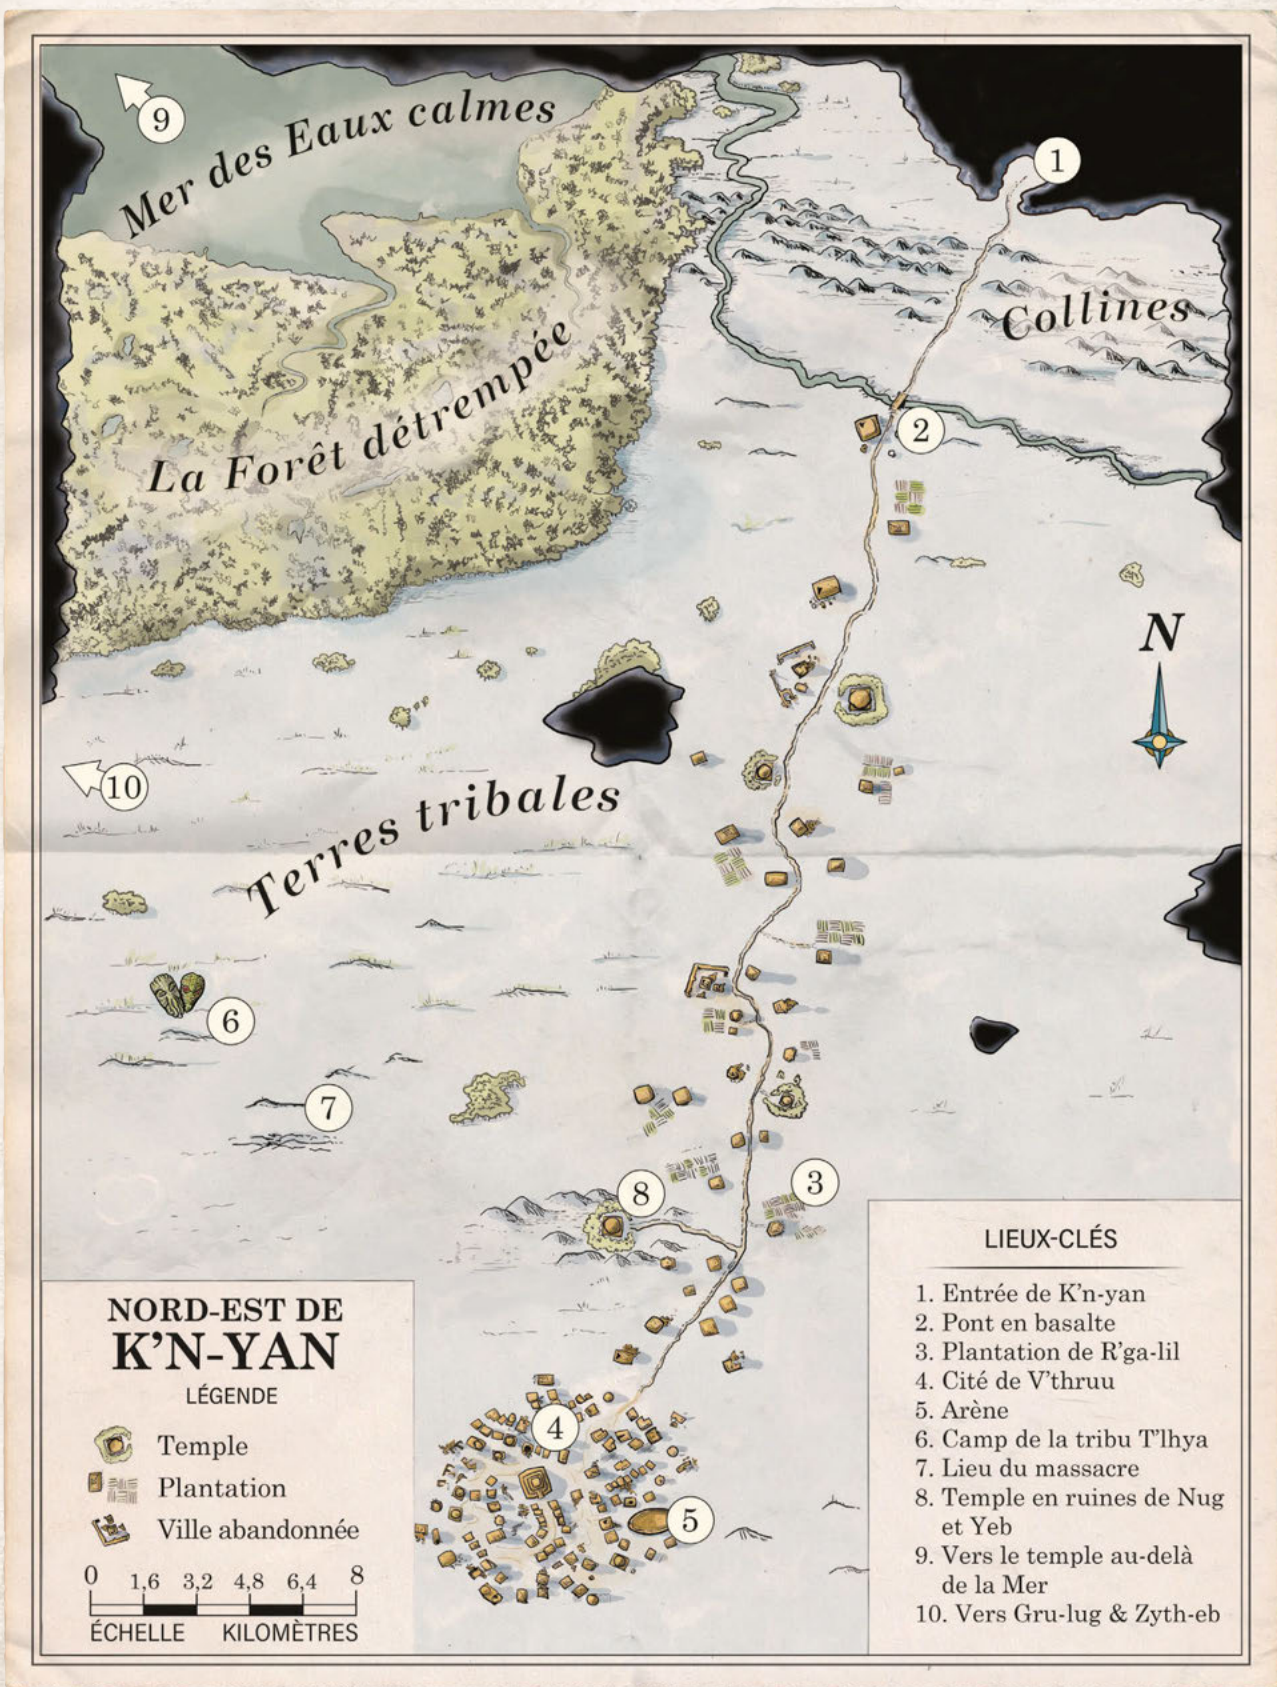 9
Mer des Eaux calmes
1
Collines
La Forêt détrempée
2
N
10
Terres tribales
6
7
8
3
4
5
NORD-EST DE
K'N-YAN
LÉGENDE
Temple
Plantation
Ville abandonnée
0 1,6 3,2 4,8 6,4 8
ÉCHELLE KILOMÈTRES
LIEUX-CLÉS
1. Entrée de K'n-yan
2. Pont en basalte
3. Plantation de R'ga-lil
4. Cité de V'thruu
5. Arène
6. Camp de la tribu T'lhya
7. Lieu du massacre
8. Temple en ruines de Nug
et Yeb
9. Vers le temple au-delà
de la Mer
10. Vers Gru-lug & Zyth-eb